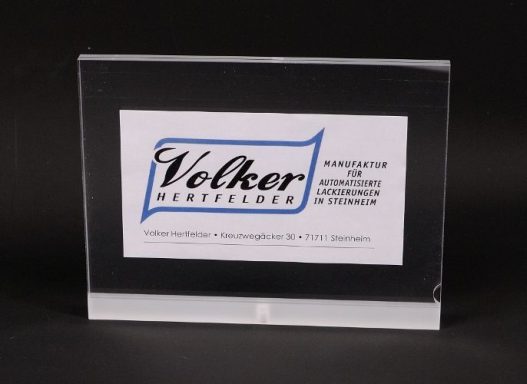 Volker
HERTFELDER
MANUFAKTUR
FÜR
AUTOMATISIERTE
LACKIERUNGEN
IN STEINHEIM
Volker Hertfelder • Kreuzwegäcker 30 • 71711 Steinheim